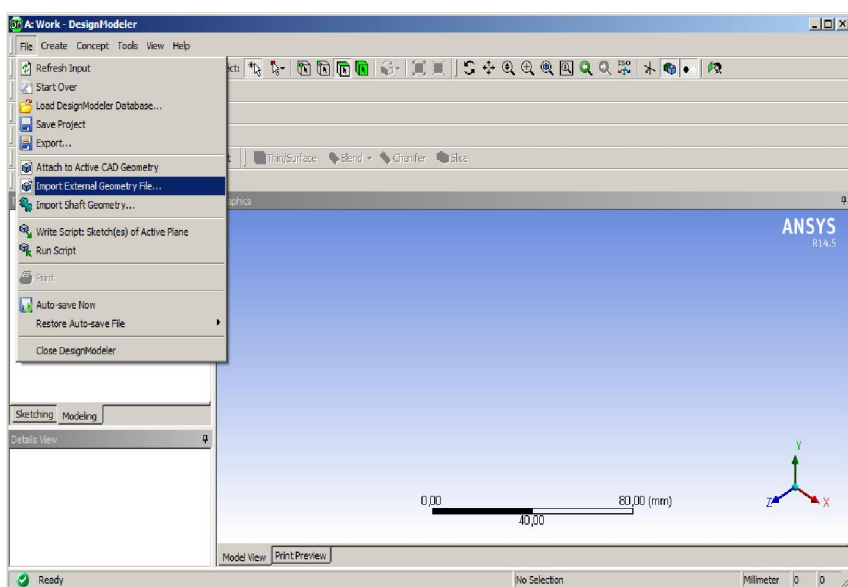 A: Work - DesignModeler
File Create Concept Tools View Help
Refresh Input
Start Over
Load DesignModeler Database...
Save Project
Export...
Attach to Active CAD Geometry
Import External Geometry File...
Import Shaft Geometry...
Write Script: Sketch(es) of Active Plane
Run Script
Print
Auto-save Now
Restore Auto-save File
Close DesignModeler
ect:
ISO
t Thin/Surface Blend Chamfer Slice
aphics
ANSYS
R14.5
Sketching Modeling
Details View
Y
Z X
0,00 80,00 (mm)
40,00
Model View Print Preview
Ready No Selection Millimeter 0 0